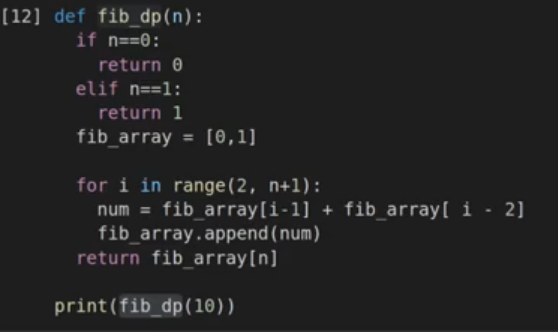 [12] def fib_dp(n):
if n==0:
return 0
elif n==1:
return 1
fib_array = [0,1]
for i in range(2, n+1):
num = fib_array[i-1] + fib_array[ i - 2]
fib_array.append(num)
return fib_array[n]
print(fib_dp(10))